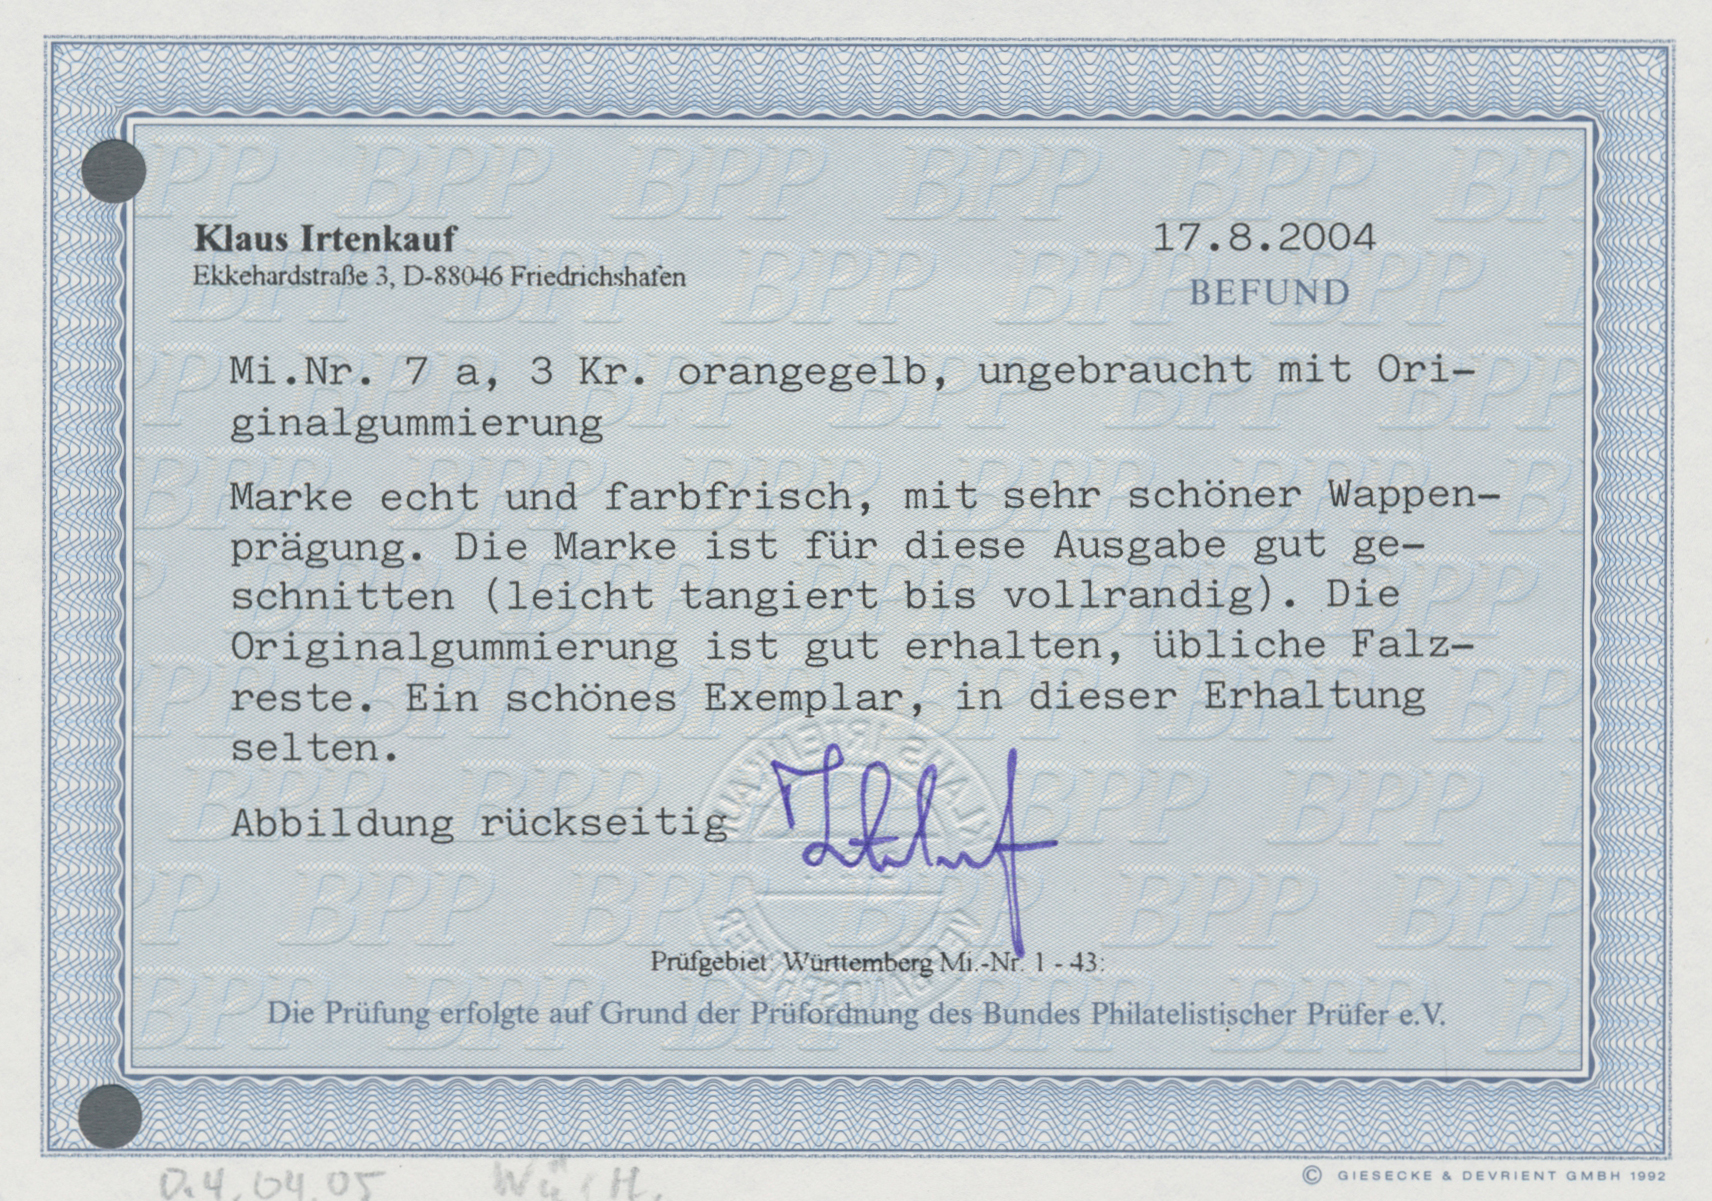 Klaus Irtenkauf
Ekkehardstraße 3, D-88046 Friedrichshafen
17.8.2004
BEFUND
Mi.Nr. 7 a, 3 Kr. orangegelb, ungebraucht mit Ori-
ginalgummierung
Marke echt und farbfrisch, mit sehr schöner Wappen-
prägung. Die Marke ist für diese Ausgabe gut ge-
schnitten (leicht tangiert bis vollrandig). Die
Originalgummierung ist gut erhalten, übliche Falz-
reste. Ein schönes Exemplar, in dieser Erhaltung
selten.
Abbildung rückseitig
Prüfgebiet: Württemberg Mi.-Nr. 1 - 43:
Die Prüfung erfolgte auf Grund der Prüfordnung des Bundes Philatelistischer Prüfer e.V.
© GIESECKE & DEVRIENT GMBH 1992